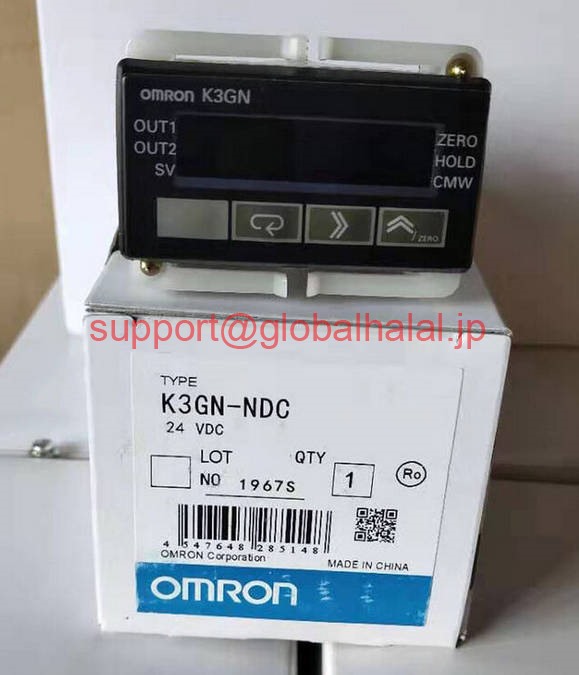 OMRON K3GN
OUT1
OUT2
SV
ZERO
HOLD
CMW
/ZERO
support@globalhalal.jp
TYPE
K3GN-NDC
24 VDC
LOT QTY
NO 1967S 1
Ro
4 547648 285148
OMRON Corporation
MADE IN CHINA
OMRON